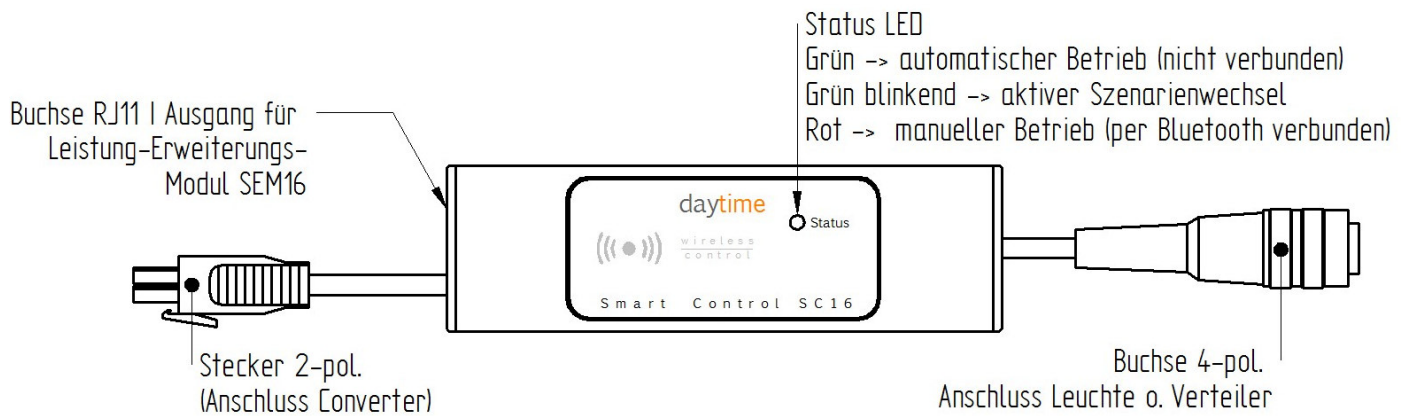 Status LED
Grün -> automatischer Betrieb (nicht verbunden)
Grün blinkend -> aktiver Szenarienwechsel
Rot -> manueller Betrieb (per Bluetooth verbunden)
Buchse RJ11 | Ausgang für
Leistung-Erweiterungs-
Modul SEM16
daytime
Status
wireless
control
Smart Control SC16
Stecker 2-pol.
(Anschluss Converter)
Buchse 4-pol.
Anschluss Leuchte o. Verteiler